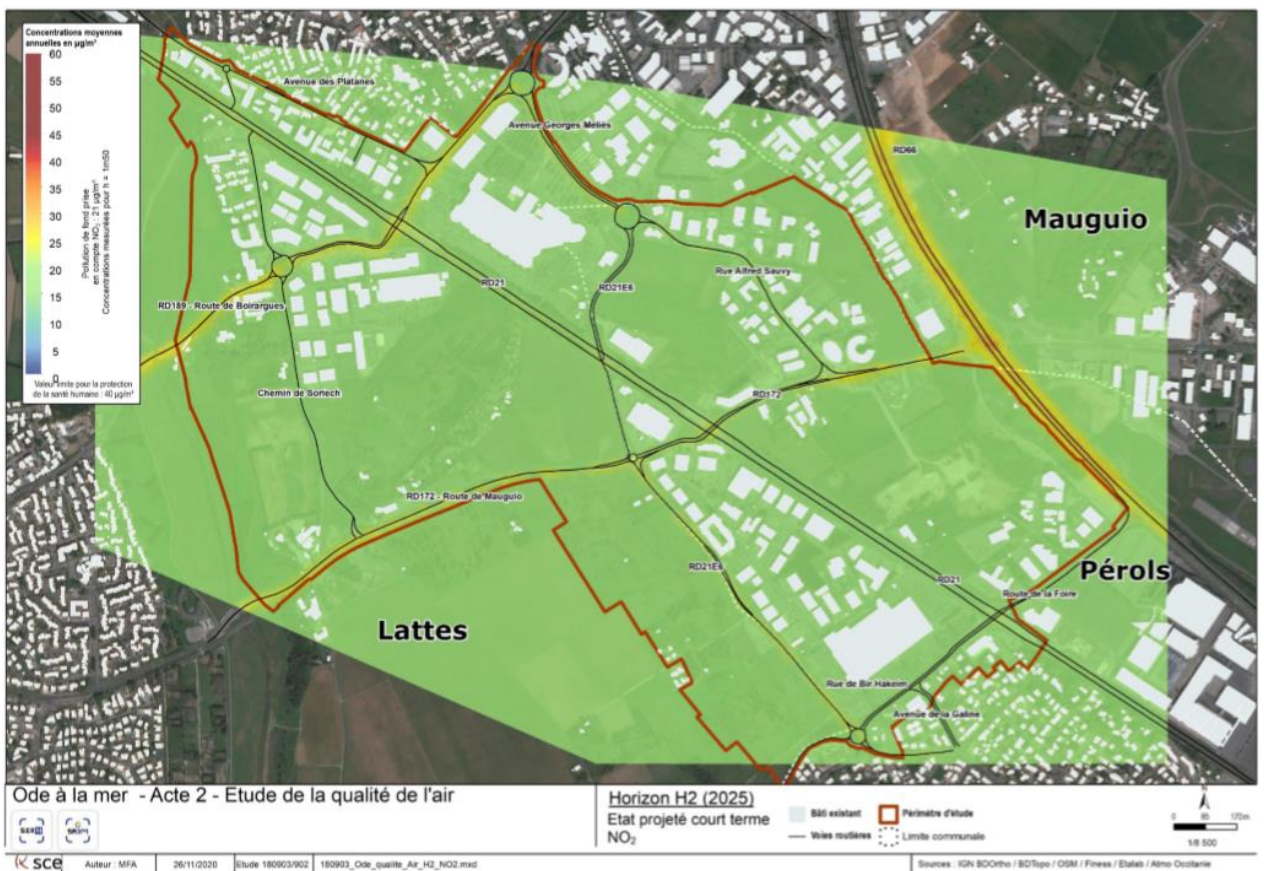 Concentrations moyennes
annuelles en µg/m³
60
55
50
45
40
35
30
25
20
15
10
5
0
Pollution de fond prise
en compte NO₂ : 21 µg/m³
Concentrations mesurées pour h = 1m50
Valeur limite pour la protection
de la santé humaine : 40 µg/m³
Avenue des Platanes
Avenue Georges Méliès
RD66
Mauguio
Rue Alfred Sauvy
RD21
RD21E6
RD189 - Route de Boirargues
Chemin de Soriech
RD172
RD172 - Route de Mauguio
RD21E6
RD21
Pérols
Route de la Foire
Lattes
Rue de Bir Hakeim
Avenue de la Galine
Ode à la mer - Acte 2 - Etude de la qualité de l'air
Horizon H2 (2025)
Etat projeté court terme
NO₂
Bâti existant
Périmètre d'étude
Voies routières
Limite communale
N
0 85 170m
1/8 500
sce
Auteur : MFA
26/11/2020
Etude 180903/902
180903_Ode_qualite_Air_H2_NO2.mxd
Sources : IGN BDOrtho / BDTopo / OSM / Finess / Etalab / Atmo Occitanie